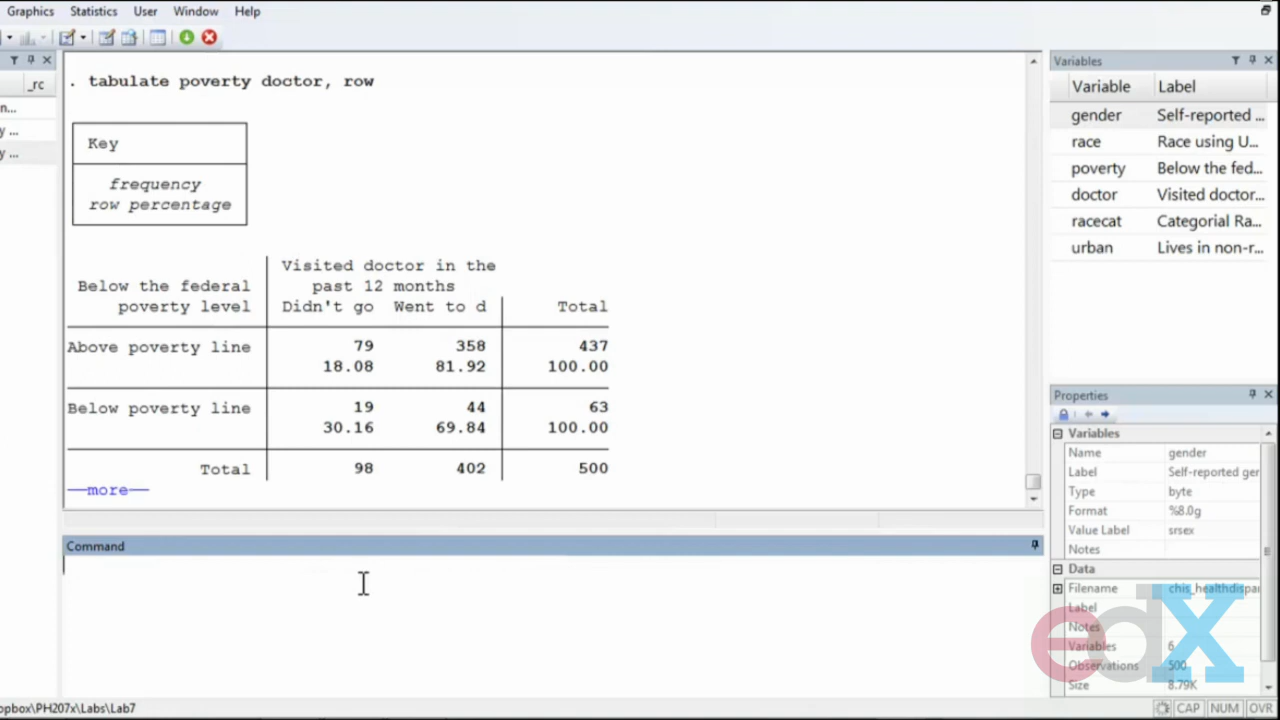 Graphics Statistics User Window Help
_rc
n...
y ...
y ...
. tabulate poverty doctor, row
Key
frequency
row percentage
Visited doctor in the
Below the federal past 12 months
poverty level Didn't go Went to d Total
Above poverty line 79 358 437
18.08 81.92 100.00
Below poverty line 19 44 63
30.16 69.84 100.00
Total 98 402 500
—more—
Command
Variables
Variable Label
gender Self-reported ...
race Race using U...
poverty Below the fed...
doctor Visited doctor...
racecat Categorial Ra...
urban Lives in non-r...
Properties
Variables
Name gender
Label Self-reported ger
Type byte
Format %8.0g
Value Label srsex
Notes
Data
Filename chis_healthdispar
Label
Notes
Variables 6
Observations 500
Size 8.79K
edX
opbox\PH207x\Labs\Lab7
CAP NUM OVR